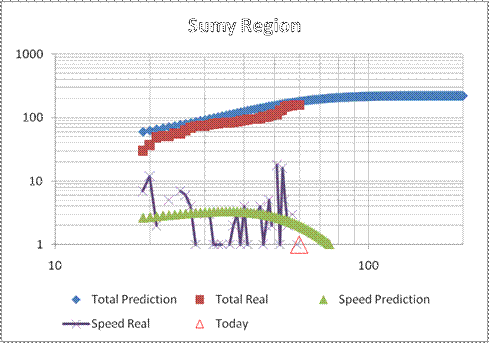 Sumy Region
1000
100
10
1
10
100
Total Prediction
Total Real
Speed Prediction
Speed Real
Today